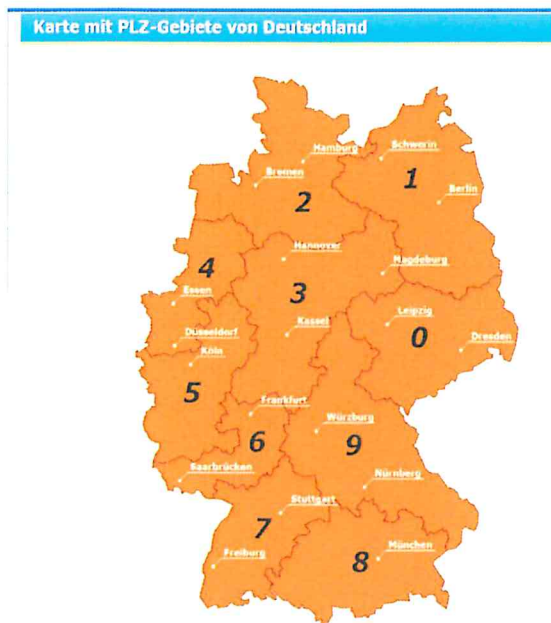 Karte mit PLZ-Gebiete von Deutschland
Hamburg
Schwerin
Bremen
1
Berlin
2
Hannover
4
Magdeburg
3
Essen
Leipzig
Düsseldorf
Kassel
0
Dresden
Köln
5
Frankfurt
Würzburg
6
9
Saarbrücken
Nürnberg
Stuttgart
7
Freiburg
8
München